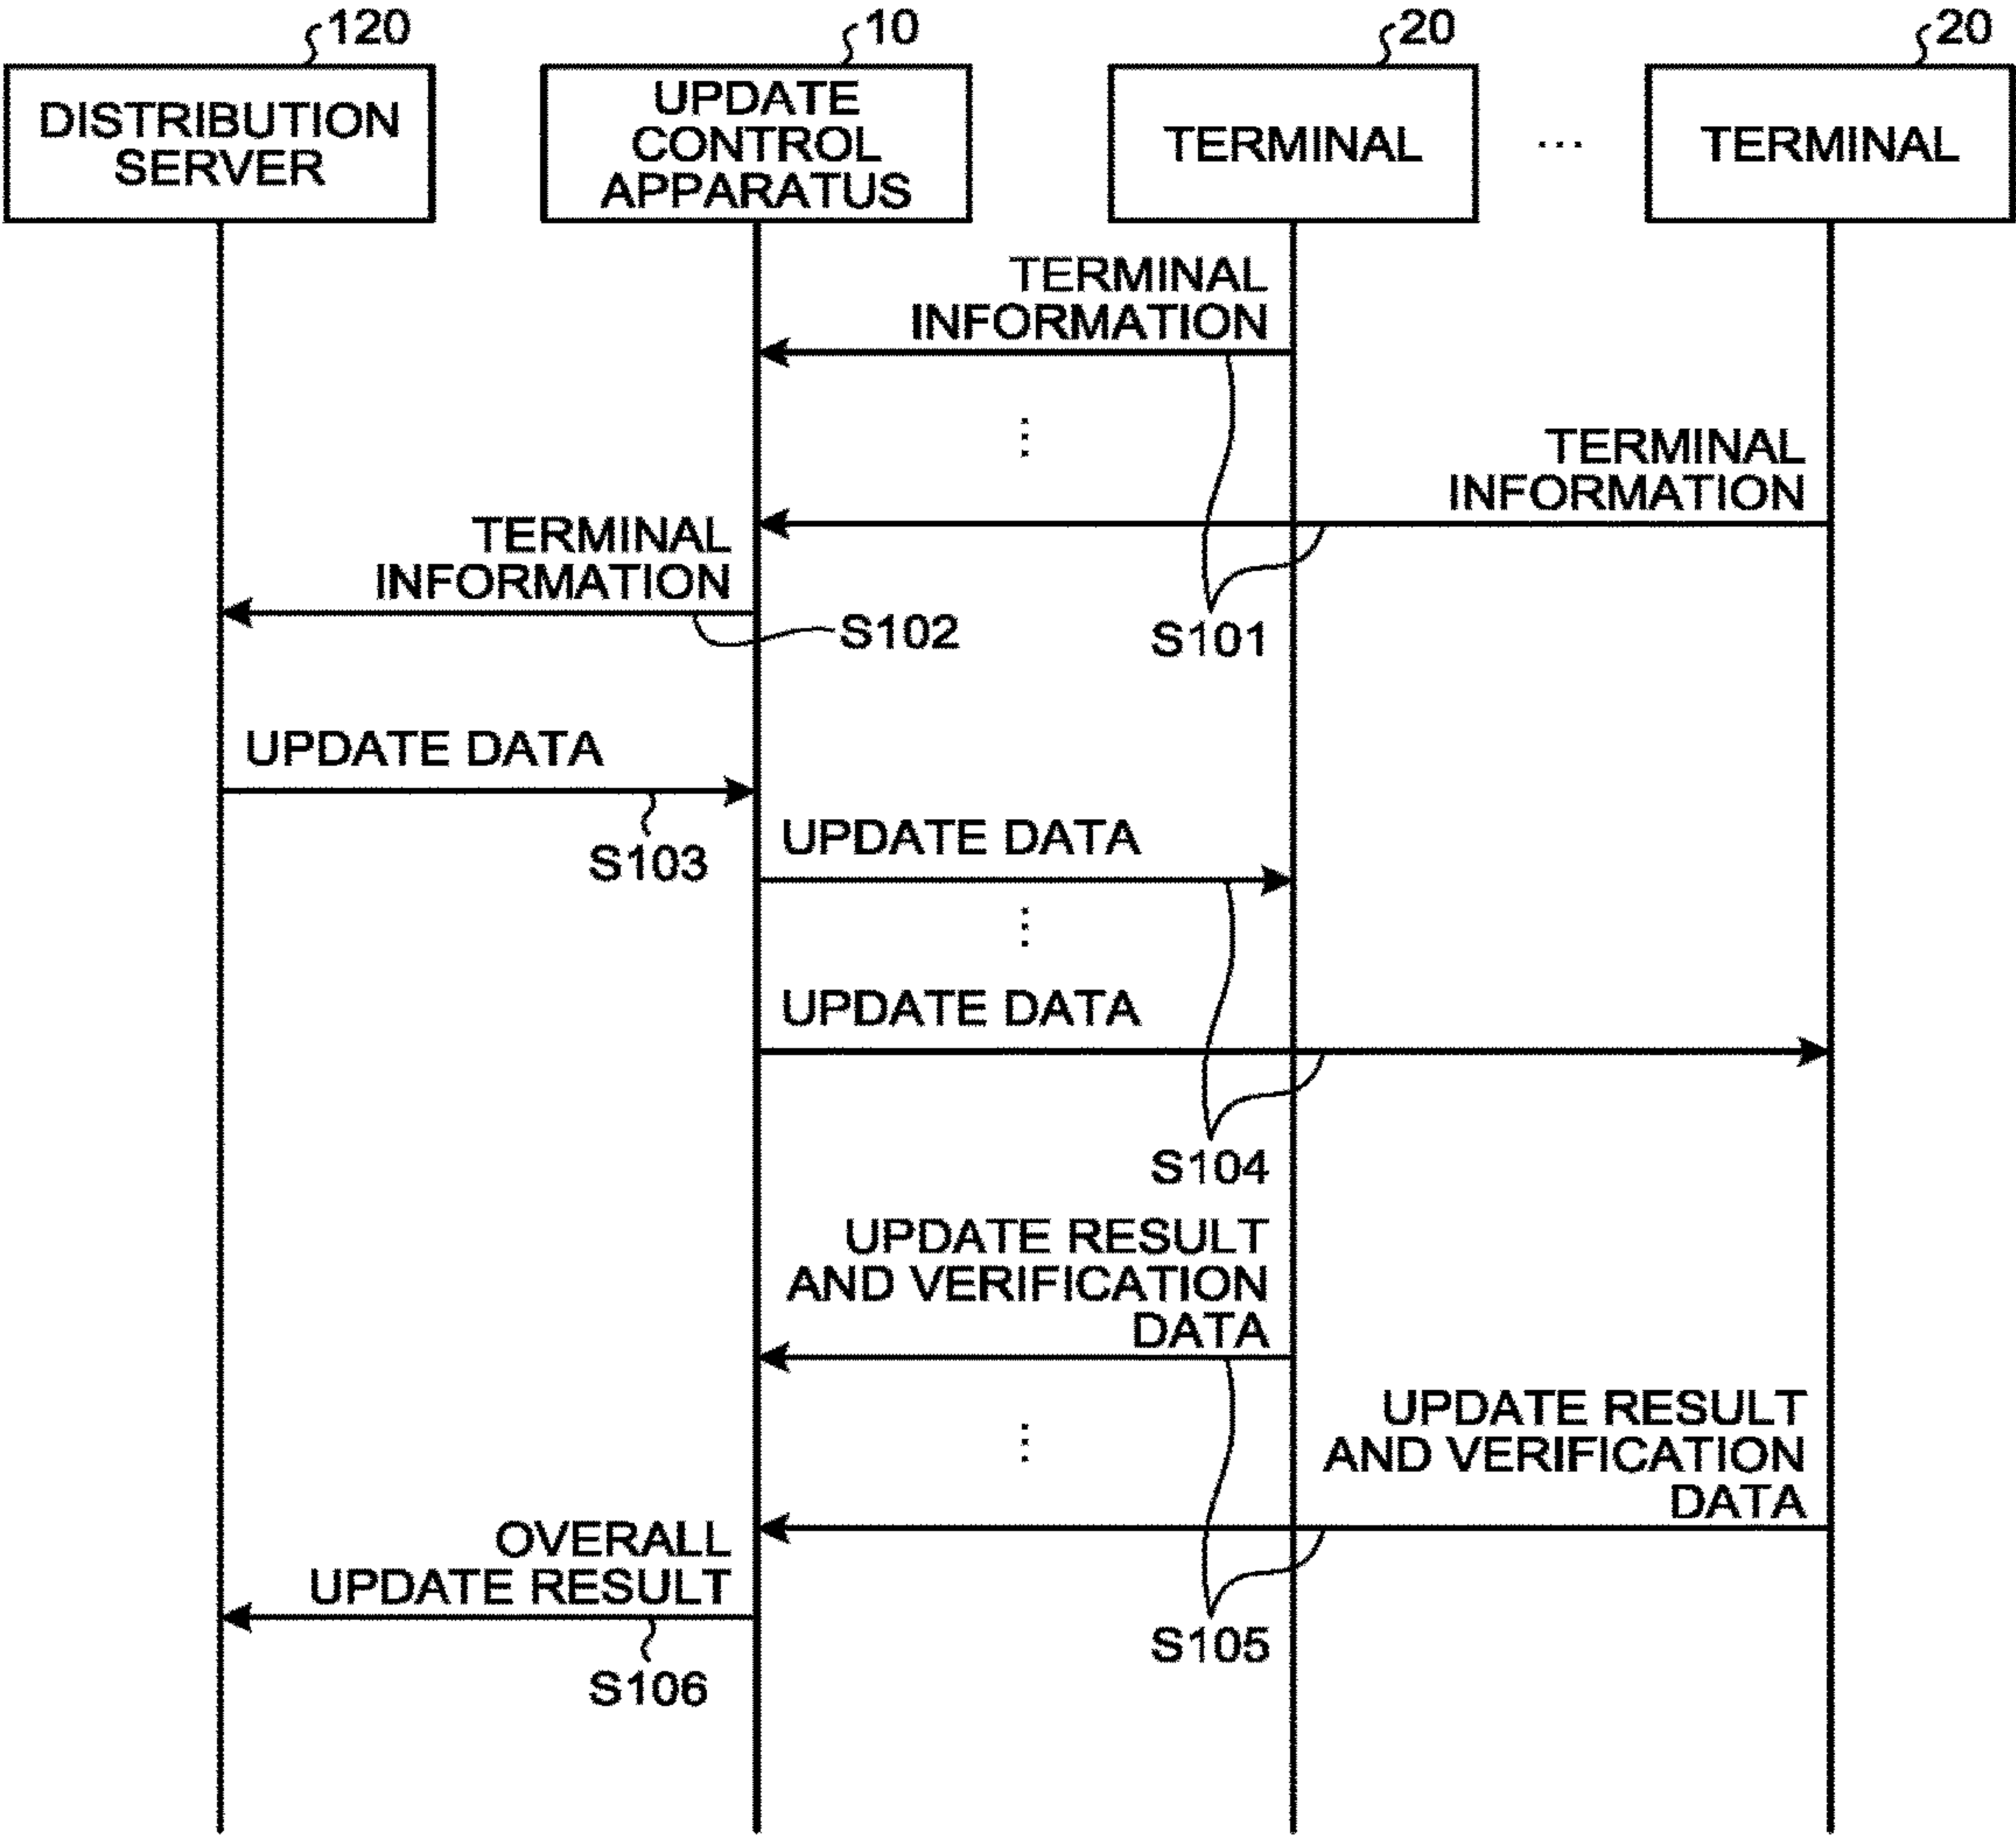 120
10
20
20
DISTRIBUTION
SERVER
UPDATE
CONTROL
APPARATUS
TERMINAL
...
TERMINAL
TERMINAL
INFORMATION
...
TERMINAL
INFORMATION
TERMINAL
INFORMATION
S102
S101
UPDATE DATA
S103
UPDATE DATA
...
UPDATE DATA
S104
UPDATE RESULT
AND VERIFICATION
DATA
...
UPDATE RESULT
AND VERIFICATION
DATA
OVERALL
UPDATE RESULT
S105
S106